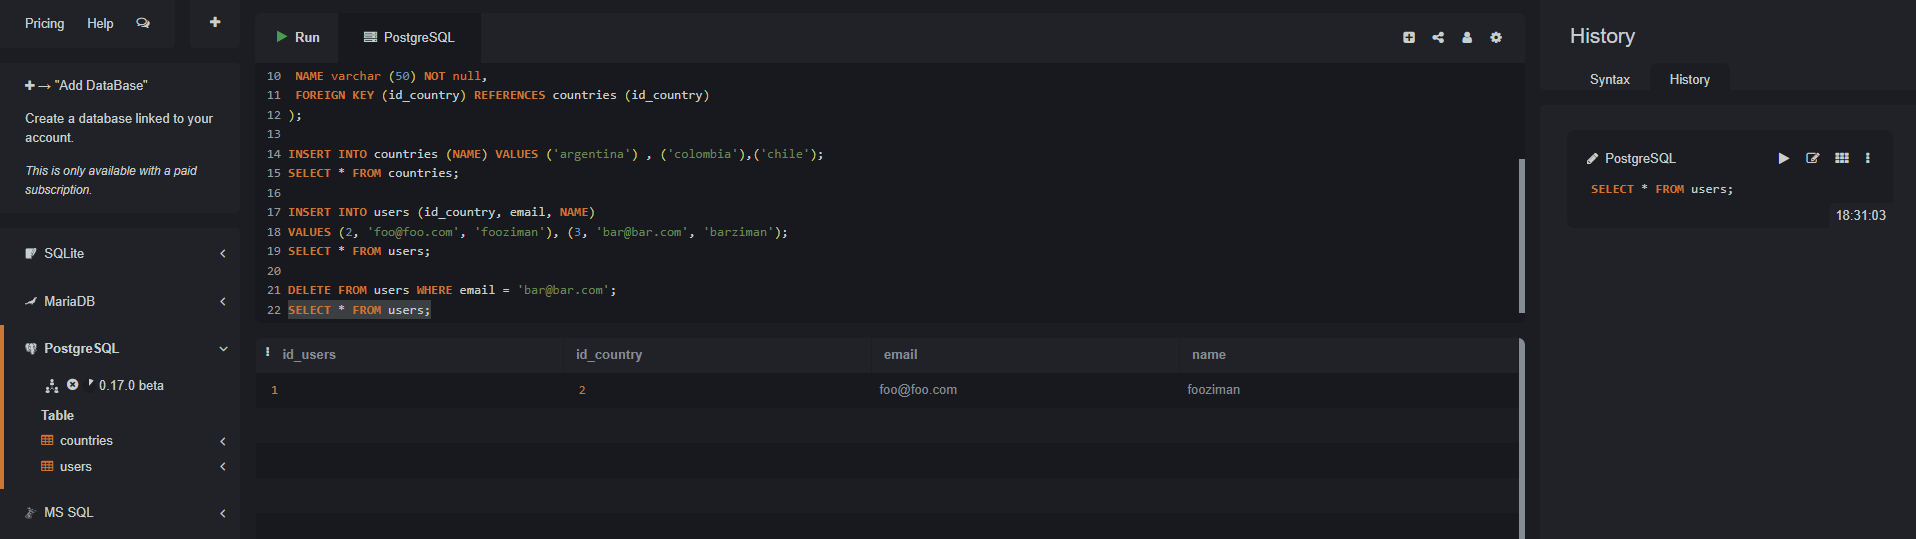 Pricing Help
"Add DataBase"
Create a database linked to your
account.
This is only available with a paid
subscription.
SQLite
MariaDB
PostgreSQL
0.17.0 beta
Table
countries
users
MS SQL
Run PostgreSQL
10 NAME varchar (50) NOT null,
11 FOREIGN KEY (id_country) REFERENCES countries (id_country)
12 );
13
14 INSERT INTO countries (NAME) VALUES ('argentina') , ('colombia'),('chile');
15 SELECT * FROM countries;
16
17 INSERT INTO users (id_country, email, NAME)
18 VALUES (2, 'foo@foo.com', 'fooziman'), (3, 'bar@bar.com', 'barziman');
19 SELECT * FROM users;
20
21 DELETE FROM users WHERE email = 'bar@bar.com';
22 SELECT * FROM users;
id_users id_country email name
1 2 foo@foo.com fooziman
History
Syntax History
PostgreSQL
SELECT * FROM users;
18:31:03